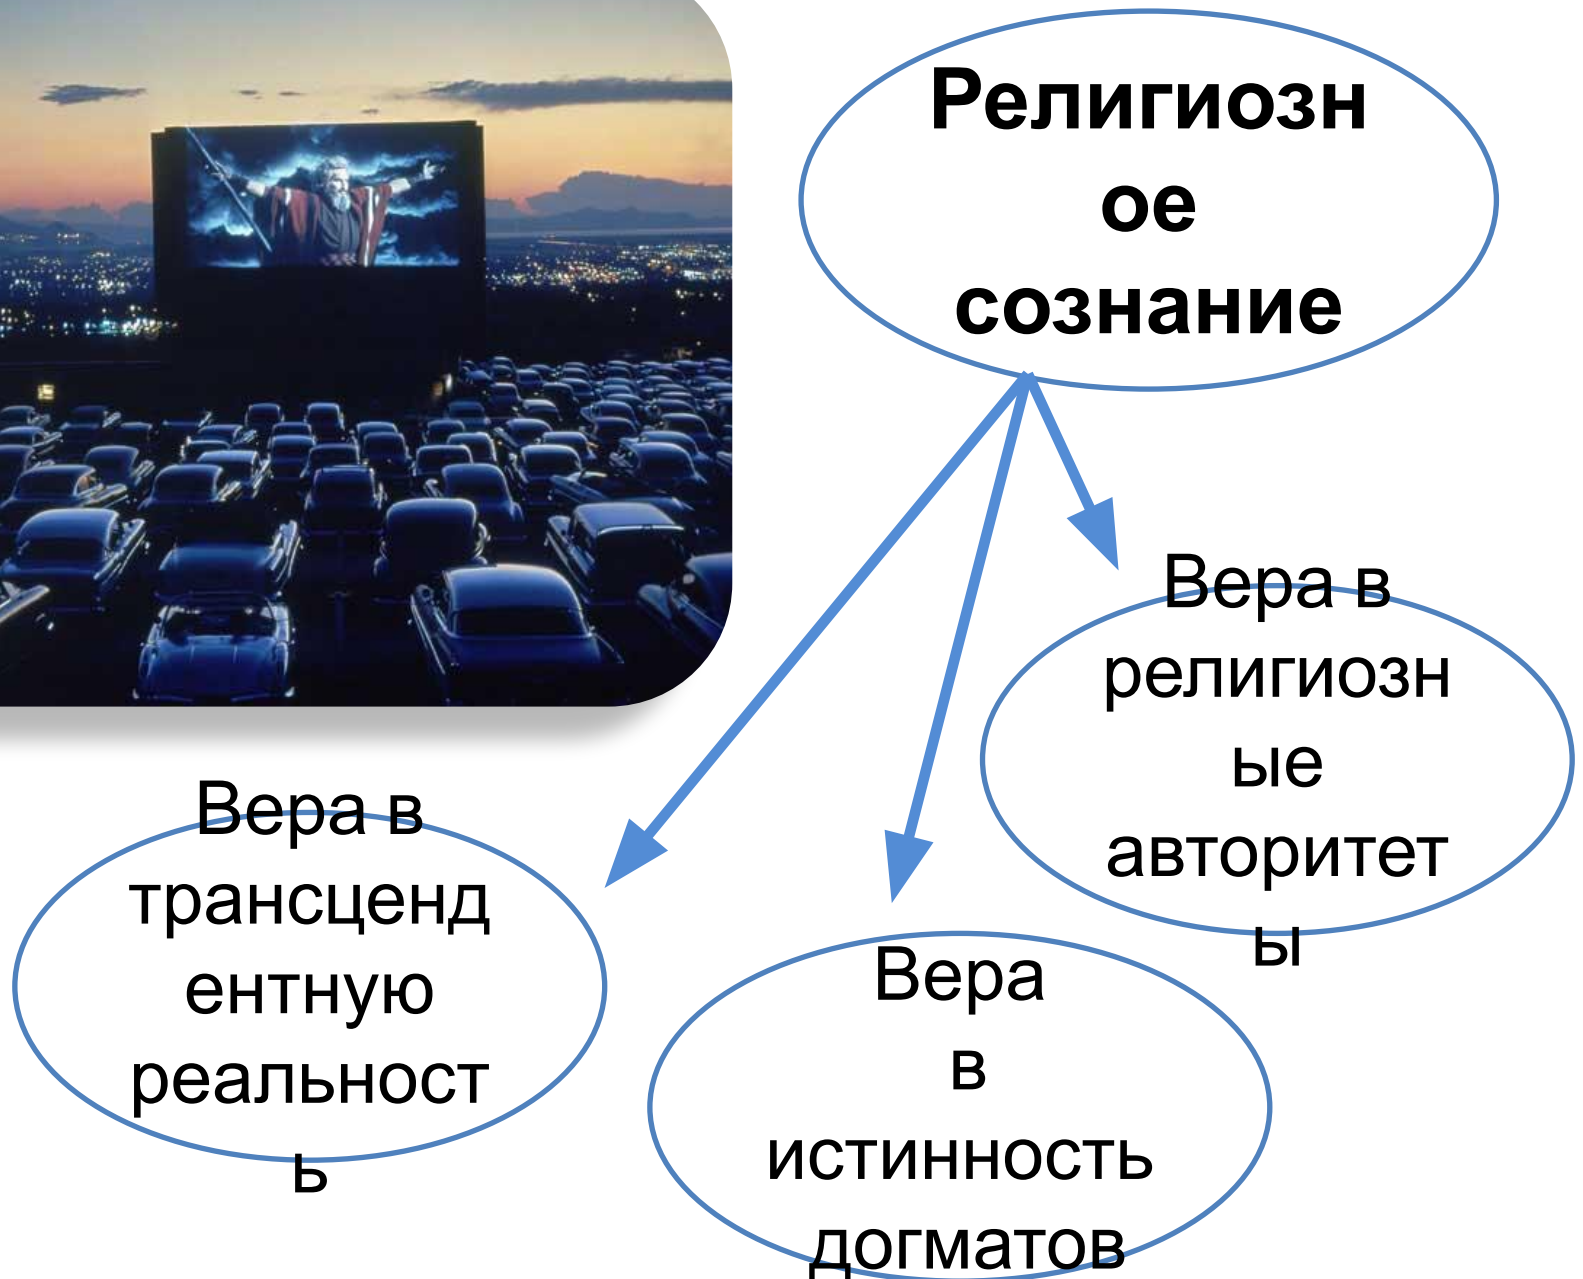 Религиозн
ое
сознание
Вера в
религиозн
ые
авторитет
ы
Вера в
трансценд
ентную
реальност
ь
Вера
в
истинность
догматов